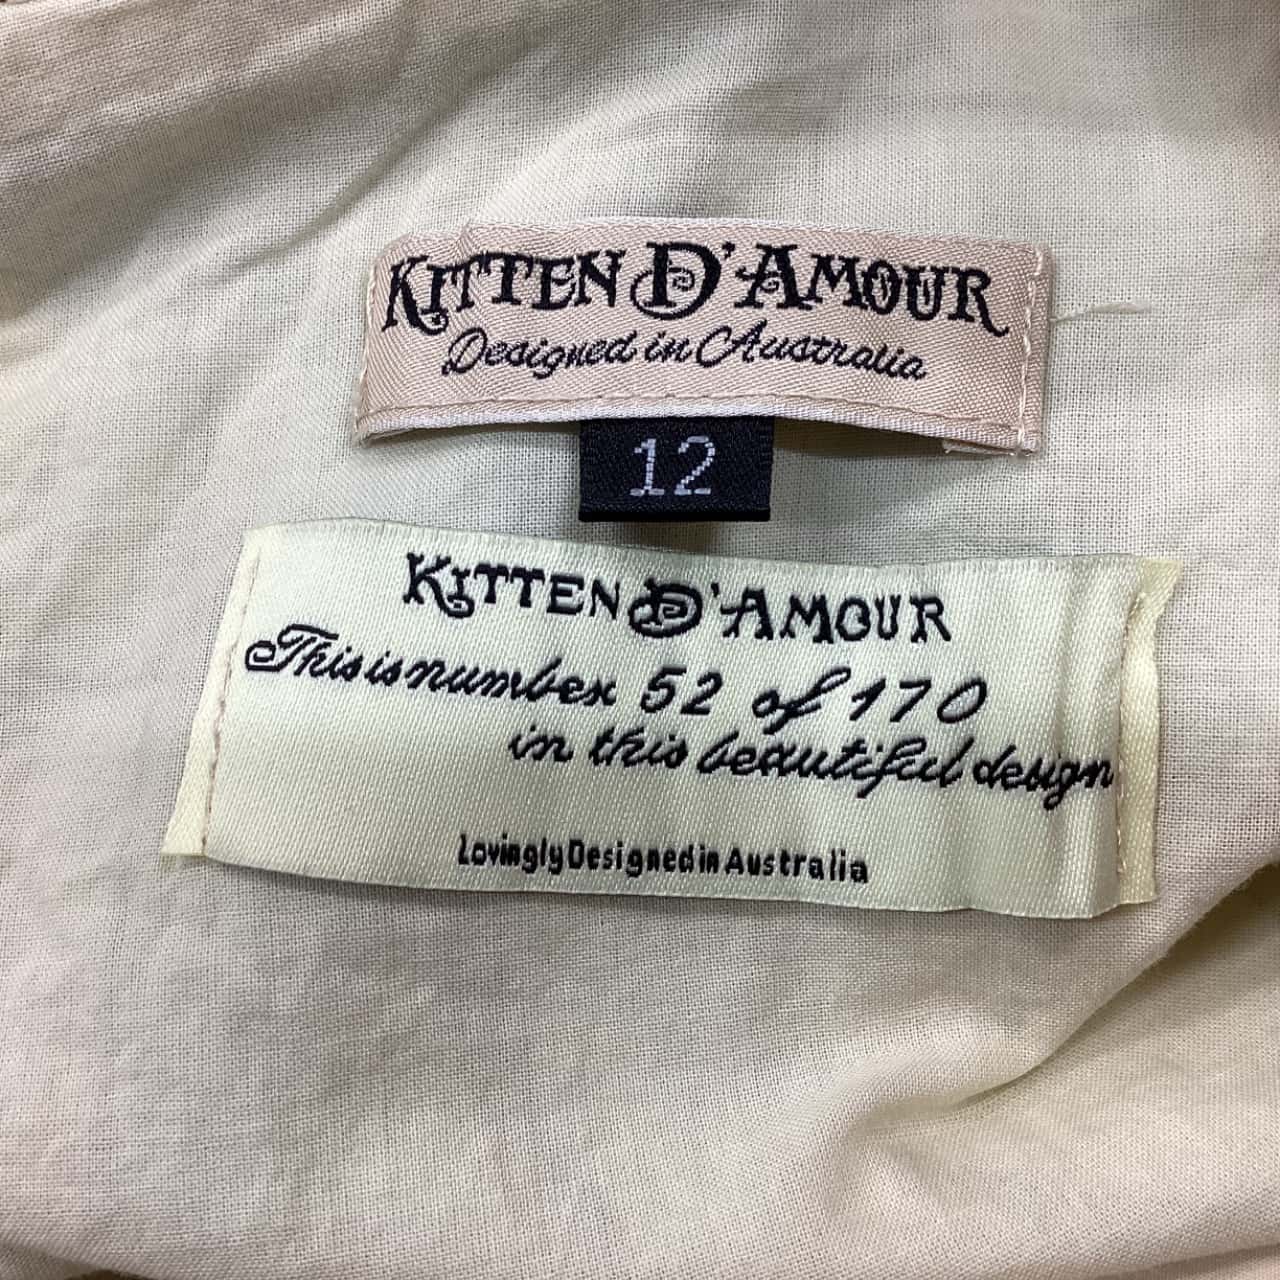 KITTEN D'AMOUR
Designed in Australia
12
KITTEN D'AMOUR
This is number 52 of 170
in this beautiful design
Lovingly Designed in Australia